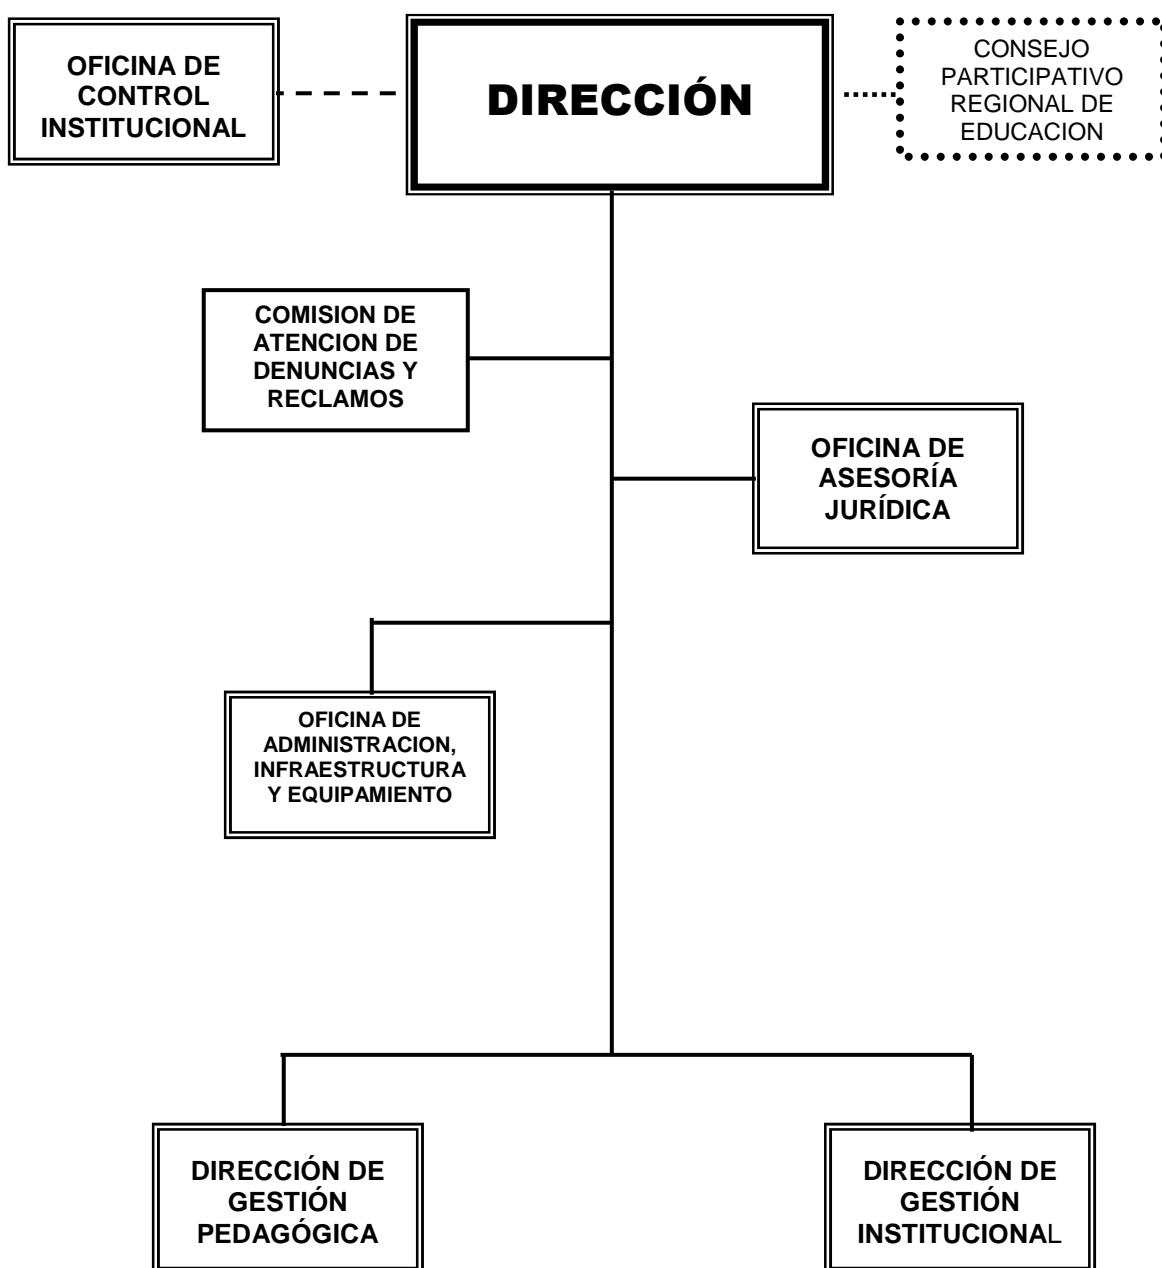 OFICINA DE
CONTROL
INSTITUCIONAL
DIRECCIÓN
CONSEJO
PARTICIPATIVO
REGIONAL DE
EDUCACION
COMISION DE
ATENCION DE
DENUNCIAS Y
RECLAMOS
OFICINA DE
ASESORÍA
JURÍDICA
OFICINA DE
ADMINISTRACION,
INFRAESTRUCTURA
Y EQUIPAMIENTO
DIRECCIÓN DE
GESTIÓN
PEDAGÓGICA
DIRECCIÓN DE
GESTIÓN
INSTITUCIONAL